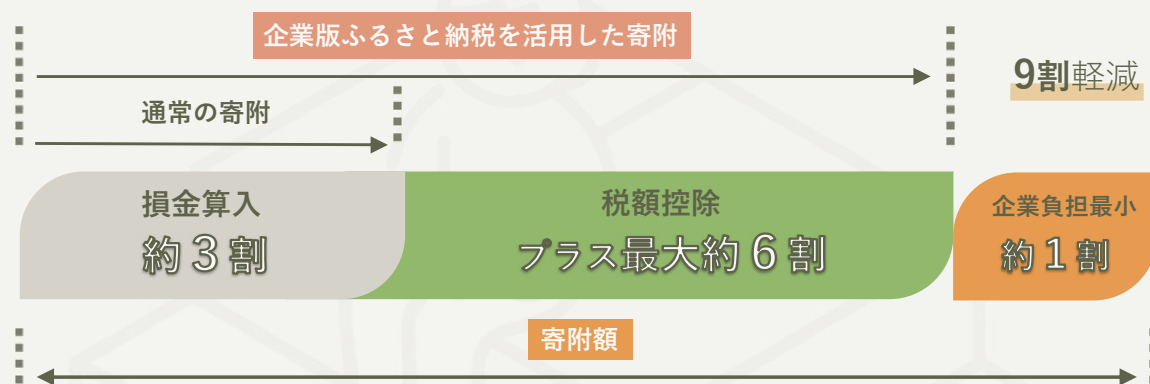 企業版ふるさと納税を活用した寄附
9割軽減
通常の寄附
損金算入
約3割
税額控除
プラス最大約6割
企業負担最小
約1割
寄附額